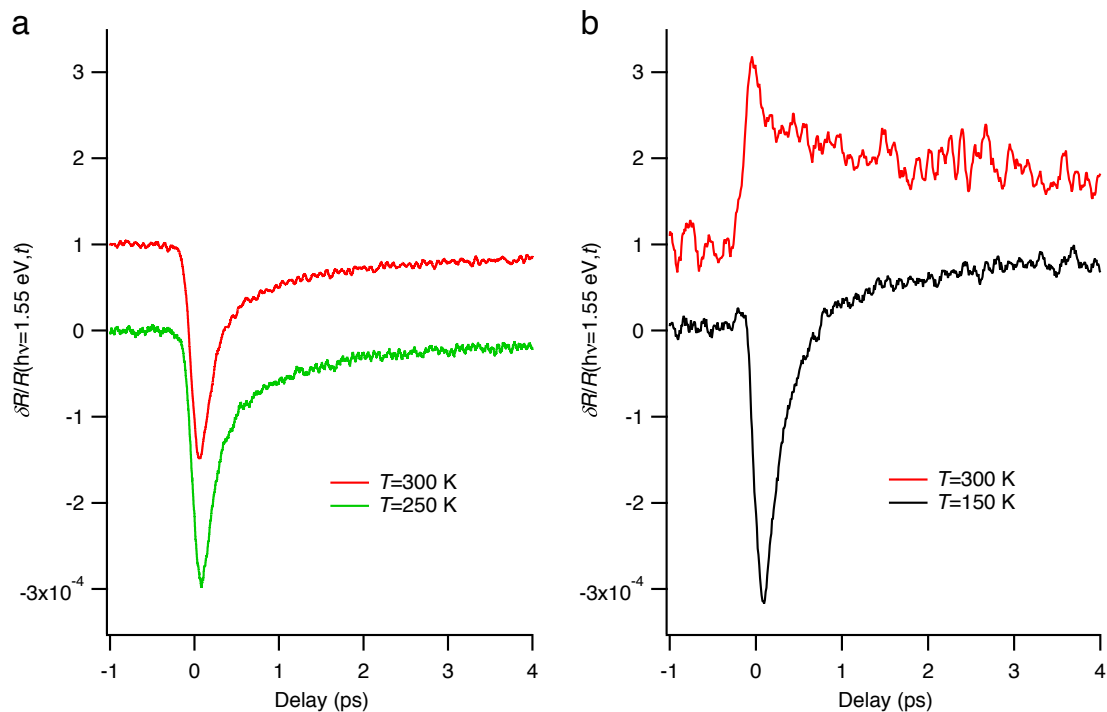 a
3
2
1
0
-1
-2
-3x10⁻⁴
δR/R(hν=1.55 eV,t)
T=300 K
T=250 K
-1 0 1 2 3 4
Delay (ps)
b
3
2
1
0
-1
-2
-3x10⁻⁴
δR/R(hν=1.55 eV,t)
T=300 K
T=150 K
-1 0 1 2 3 4
Delay (ps)